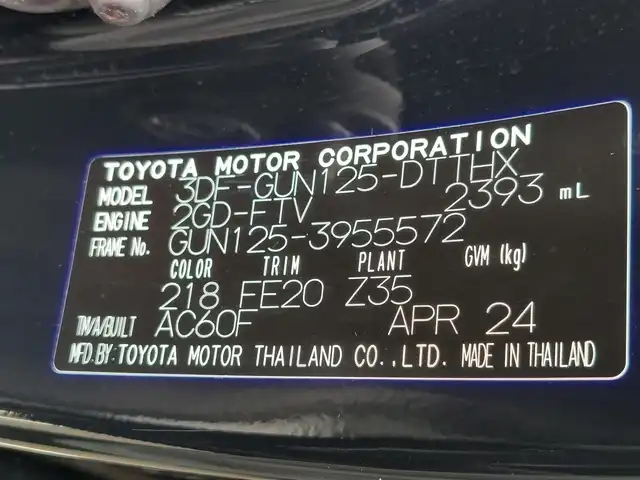 TOYOTA MOTOR CORPORATION
MODEL 3DF-GUN125-DTTHX
ENGINE 2GD-FTV 2393 mL
FRAME No. GUN125-3955572
COLOR TRIM PLANT GVM (kg)
218 FE20 Z35
TM/A/BUILT AC60F APR 24
MFD.BY:TOYOTA MOTOR THAILAND CO.,LTD. MADE IN THAILAND